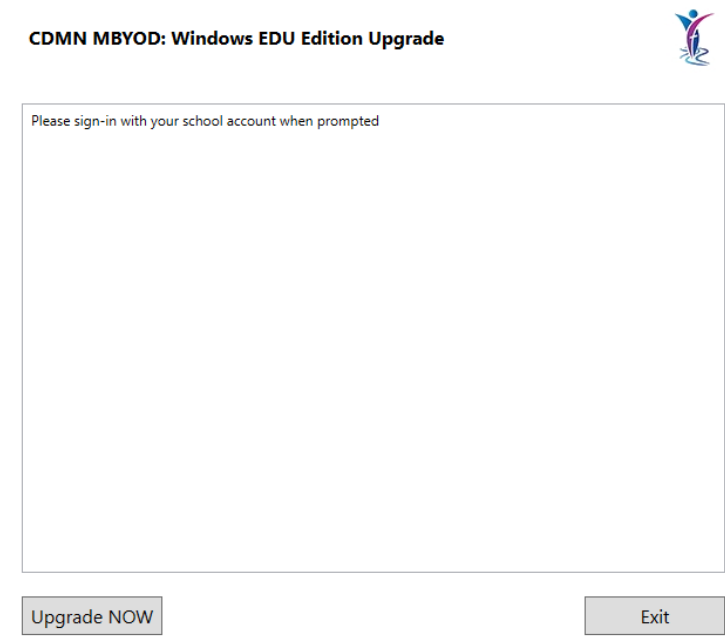 CDMN MBYOD: Windows EDU Edition Upgrade
Please sign-in with your school account when prompted
Upgrade NOW
Exit